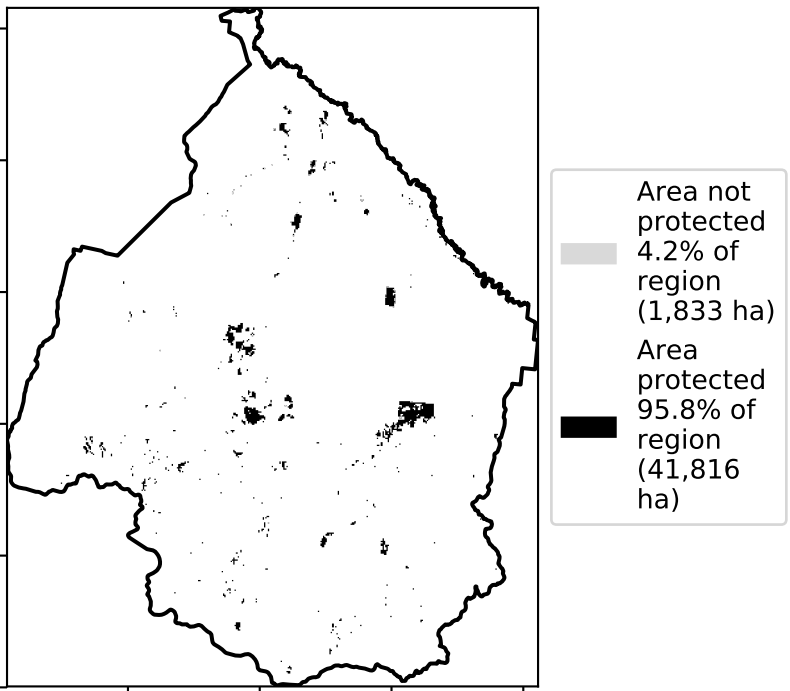 Area not
protected
4.2% of
region
(1,833 ha)
Area
protected
95.8% of
region
(41,816
ha)